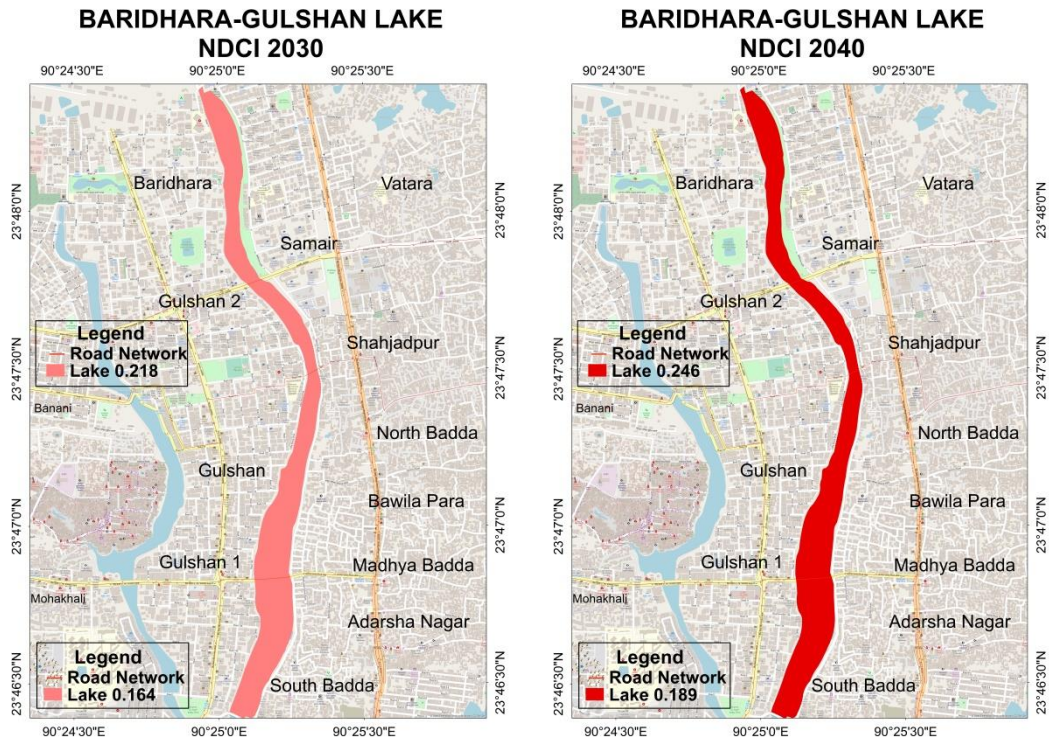 BARIDHARA-GULSHAN LAKE
NDCI 2030
90°24'30"E 90°25'0"E 90°25'30"E
23°48'0"N
23°47'30"N
23°47'0"N
23°46'30"N
Baridhara
Vatara
Samair
Gulshan 2
Legend
Road Network
Lake 0.218
Shahjadpur
Banani
North Badda
Gulshan
Bawila Para
Gulshan 1
Madhya Badda
Mohakhali
Adarsha Nagar
Legend
Road Network
Lake 0.164
South Badda
23°48'0"N
23°47'30"N
23°47'0"N
23°46'30"N
90°24'30"E 90°25'0"E 90°25'30"E
BARIDHARA-GULSHAN LAKE
NDCI 2040
90°24'30"E 90°25'0"E 90°25'30"E
23°48'0"N
23°47'30"N
23°47'0"N
23°46'30"N
Baridhara
Vatara
Samair
Gulshan 2
Legend
Road Network
Lake 0.246
Shahjadpur
Banani
North Badda
Gulshan
Bawila Para
Gulshan 1
Madhya Badda
Mohakhali
Adarsha Nagar
Legend
Road Network
Lake 0.189
South Badda
23°48'0"N
23°47'30"N
23°47'0"N
23°46'30"N
90°24'30"E 90°25'0"E 90°25'30"E